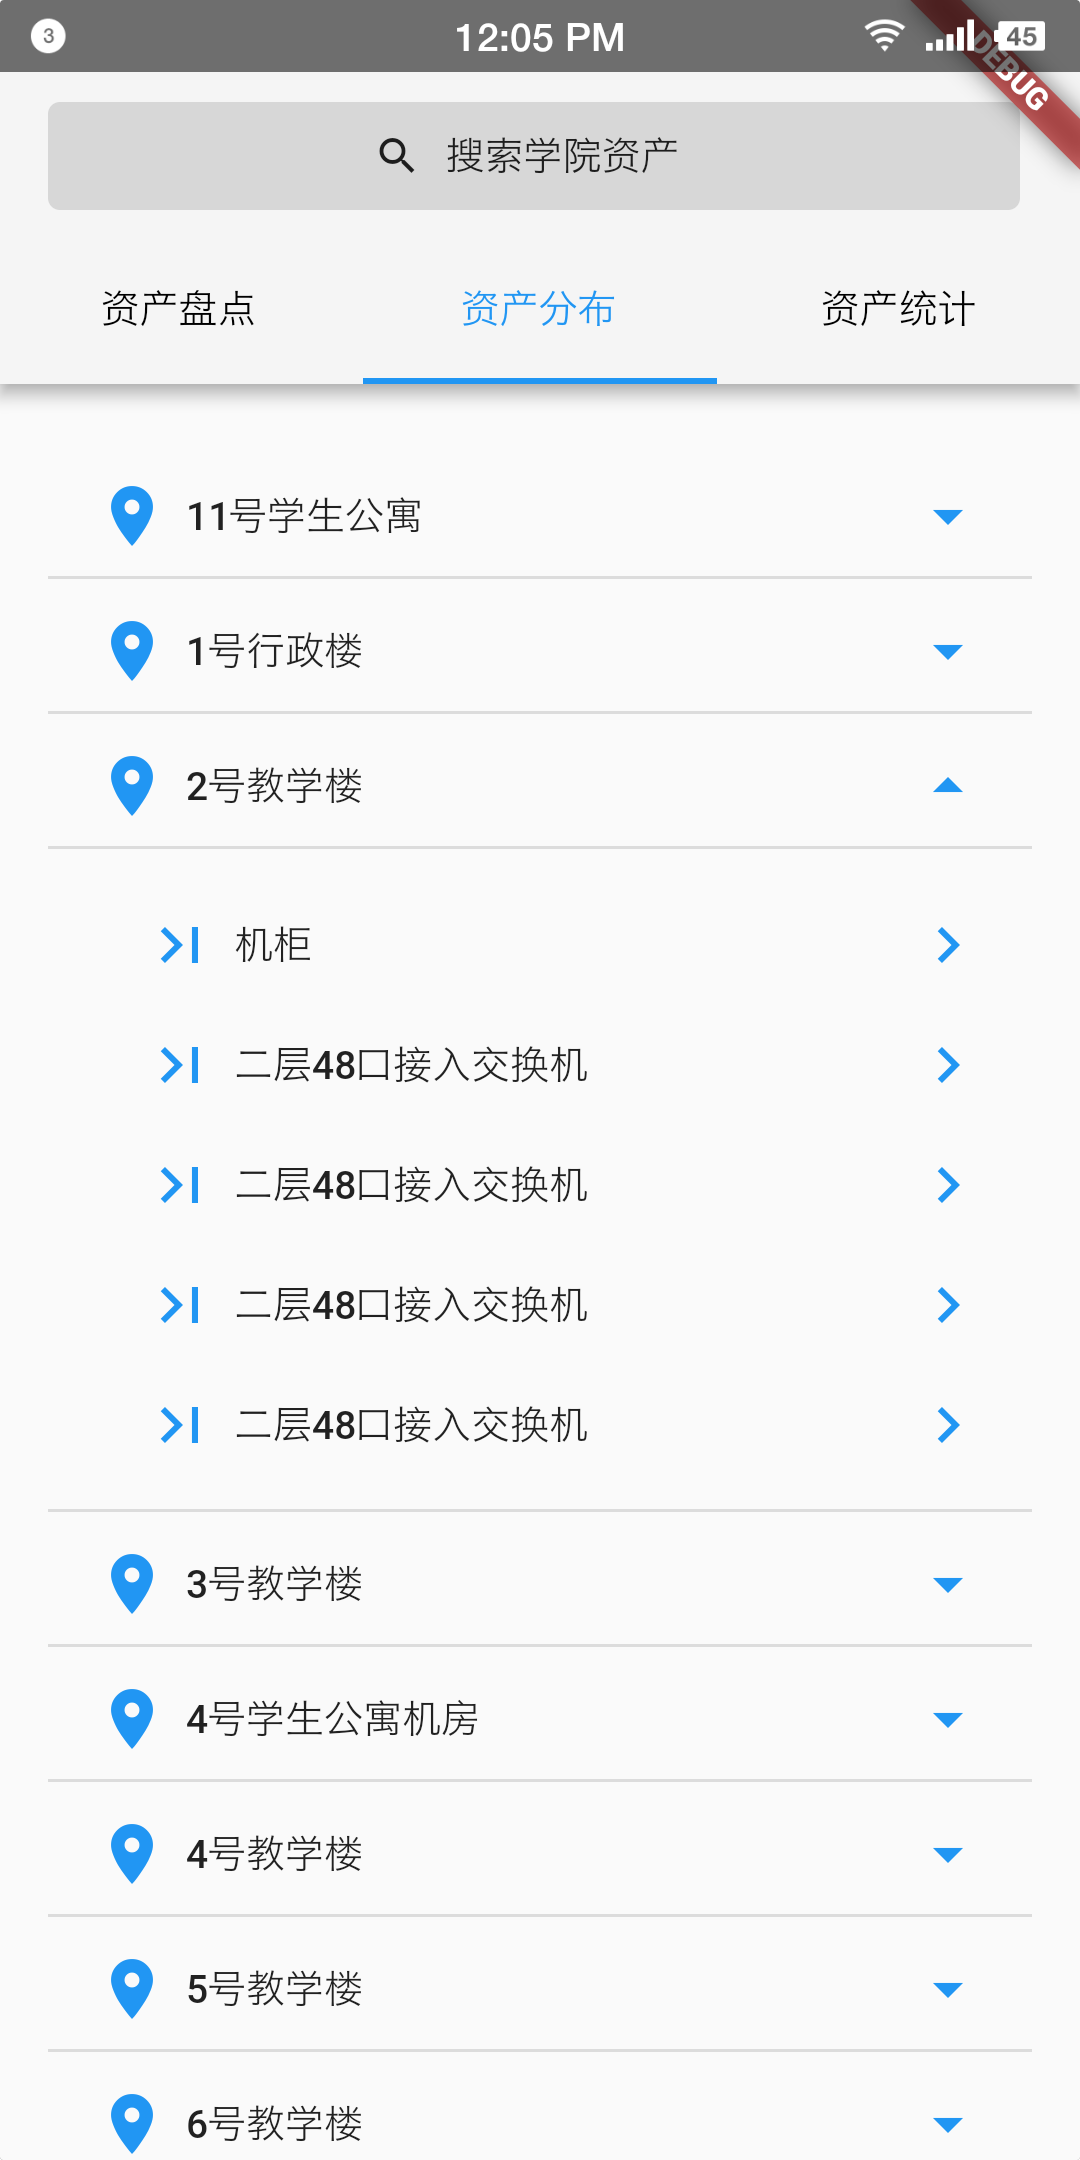 3
12:05 PM
45
DEBUG
搜索学院资产
资产盘点
资产分布
资产统计
11号学生公寓
1号行政楼
2号教学楼
机柜
二层48口接入交换机
二层48口接入交换机
二层48口接入交换机
二层48口接入交换机
3号教学楼
4号学生公寓机房
4号教学楼
5号教学楼
6号教学楼